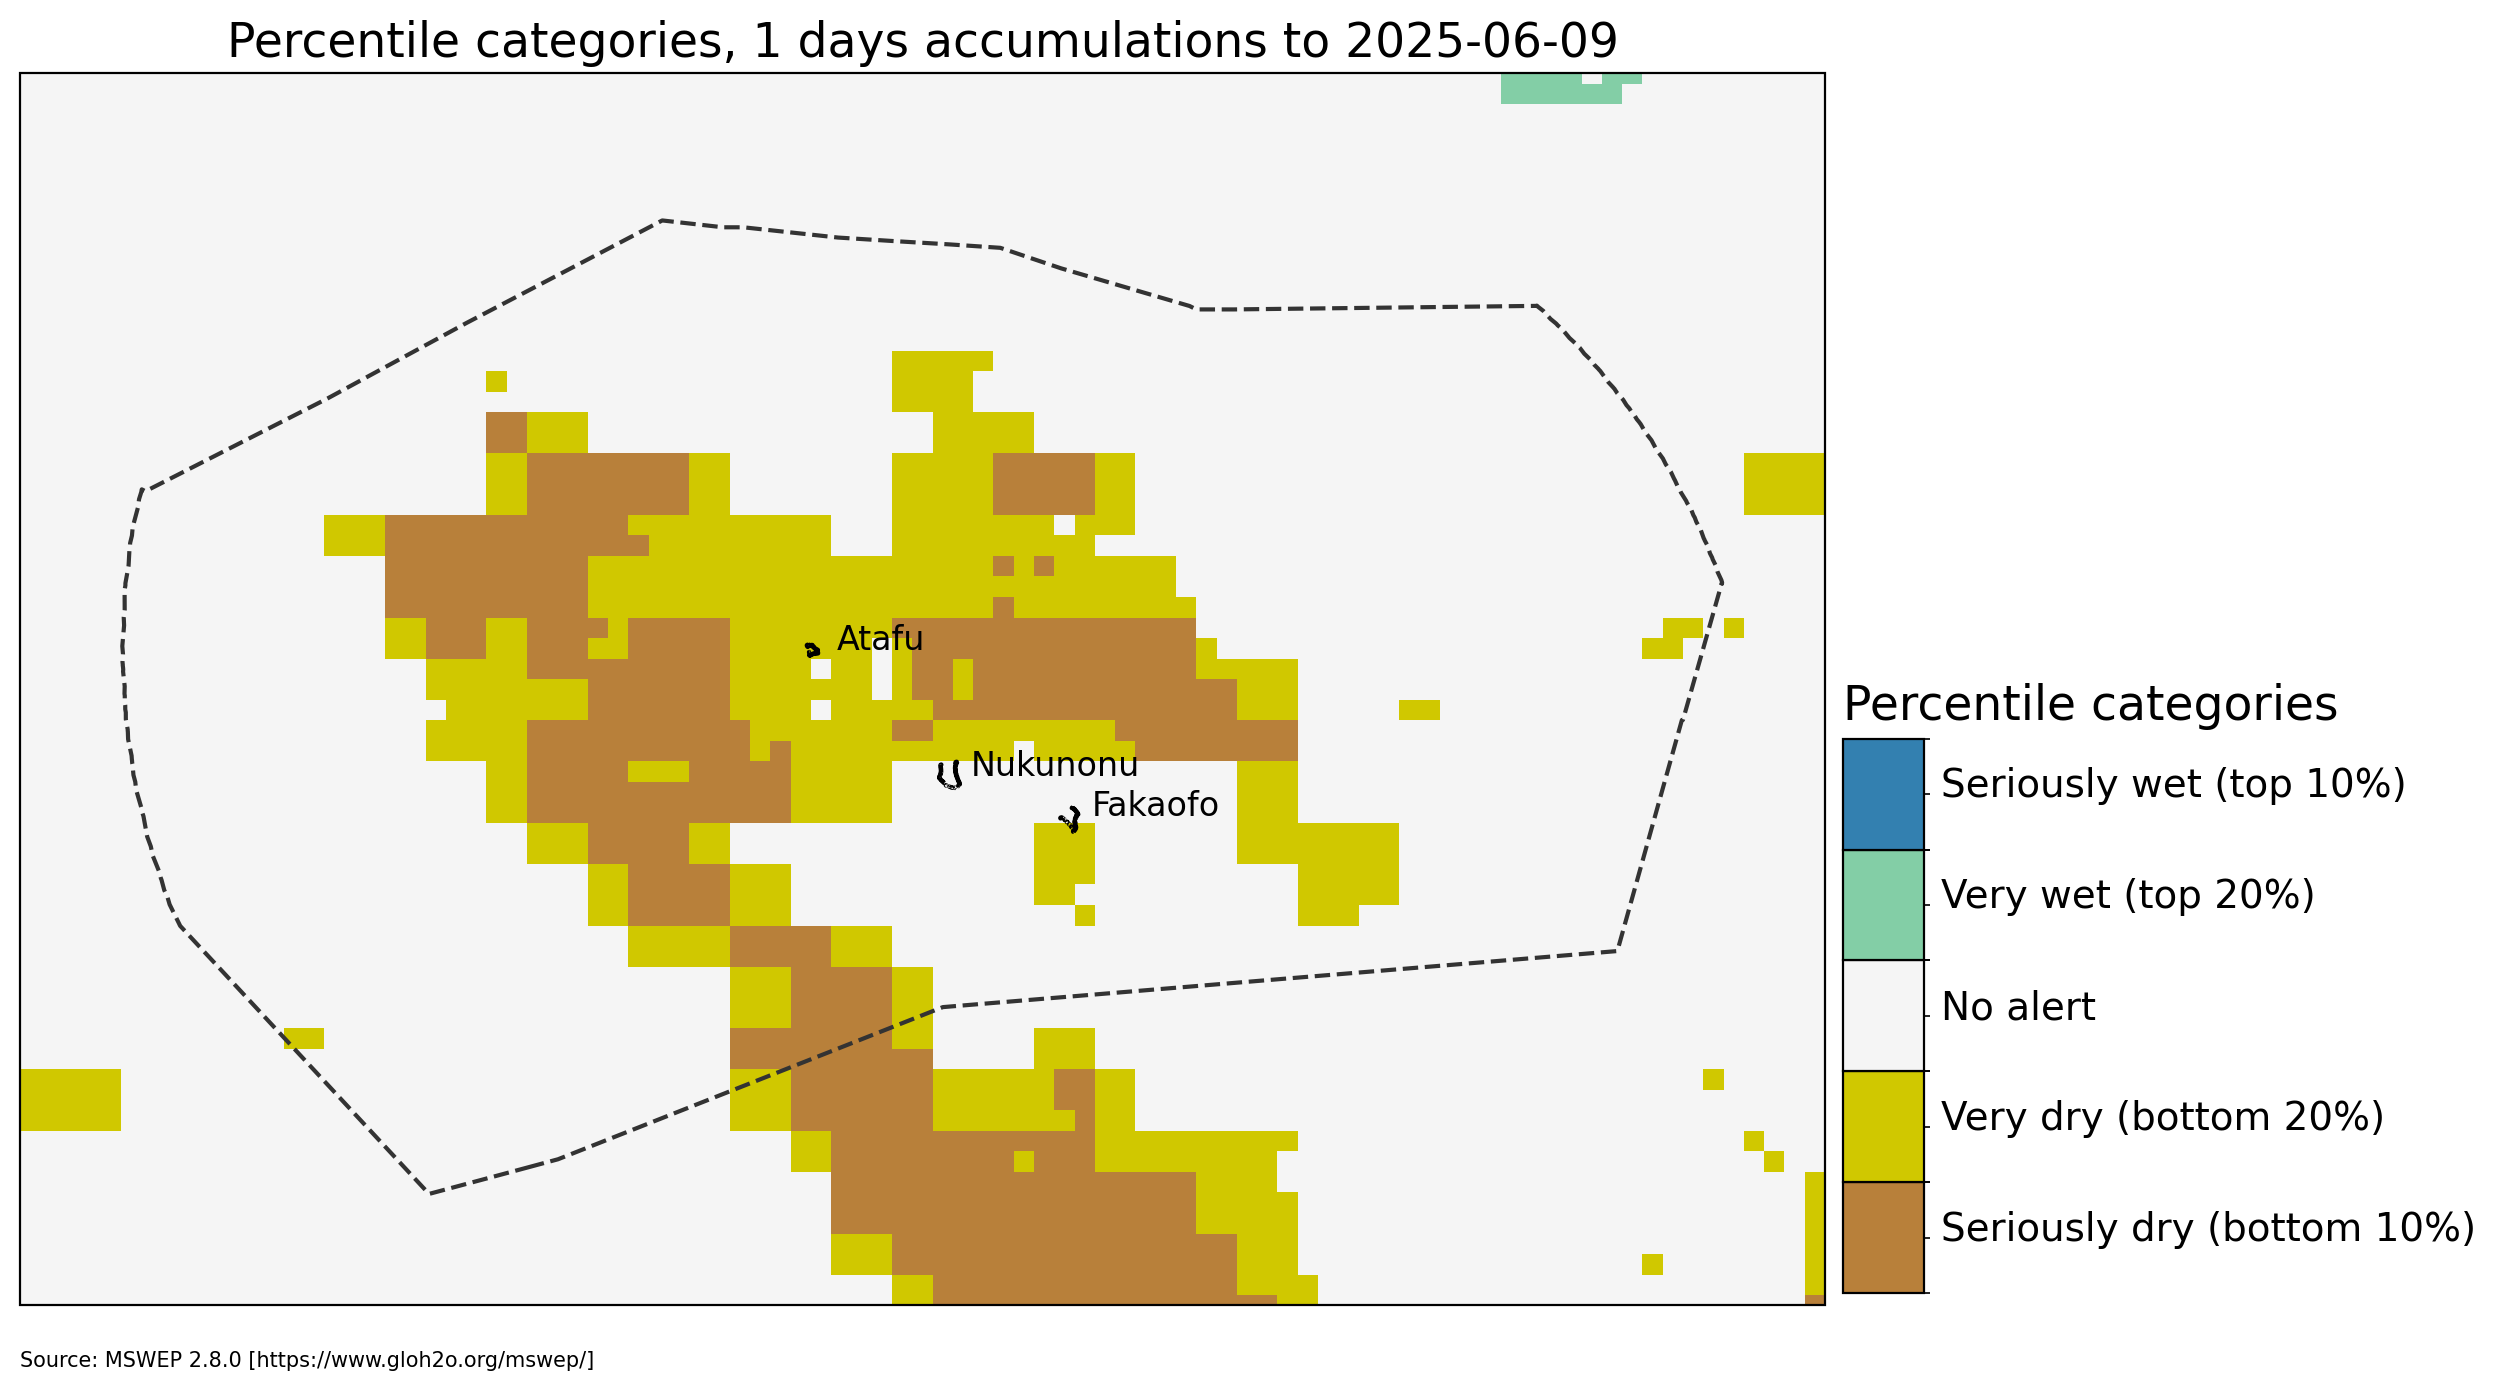 Percentile categories, 1 days accumulations to 2025-06-09
Atafu
Nukunonu
Fakaofo
Percentile categories
Seriously wet (top 10%)
Very wet (top 20%)
No alert
Very dry (bottom 20%)
Seriously dry (bottom 10%)
Source: MSWEP 2.8.0 [https://www.gloh2o.org/mswep/]